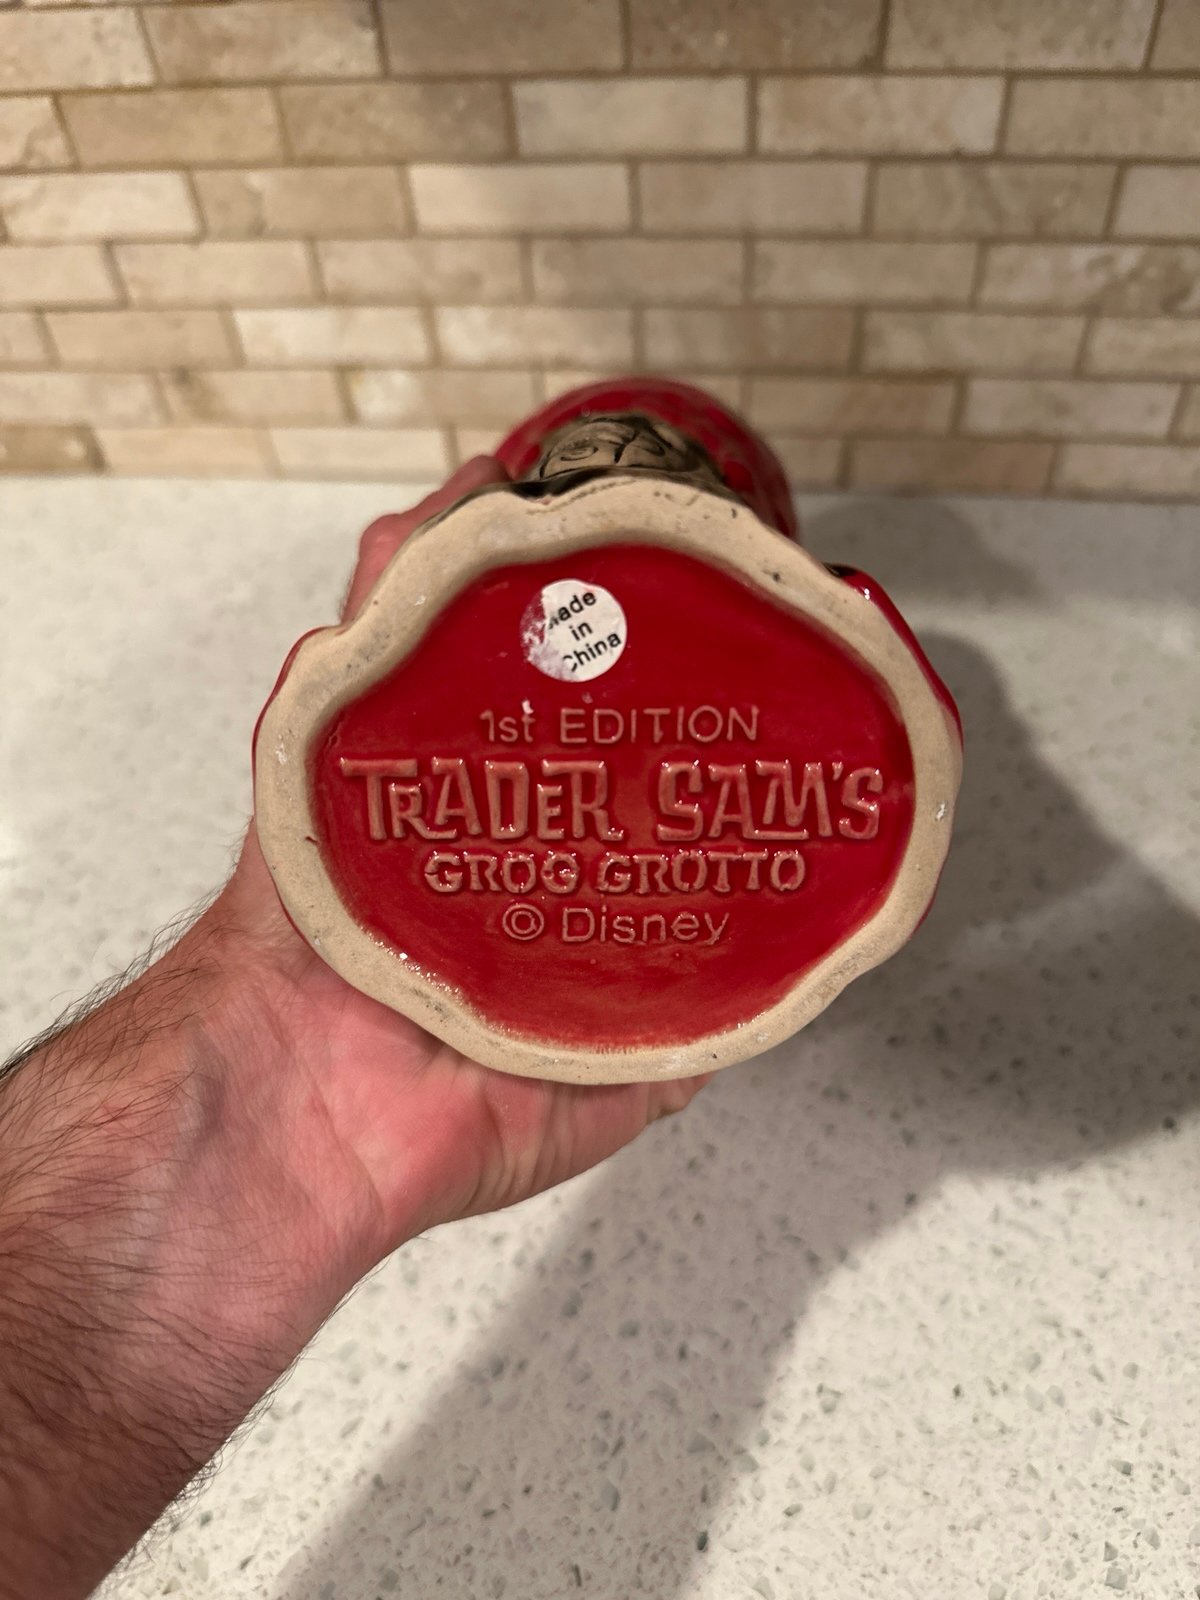 Made
in
China
1st EDITION
TRADER SAM'S
GROG GROTTO
© Disney